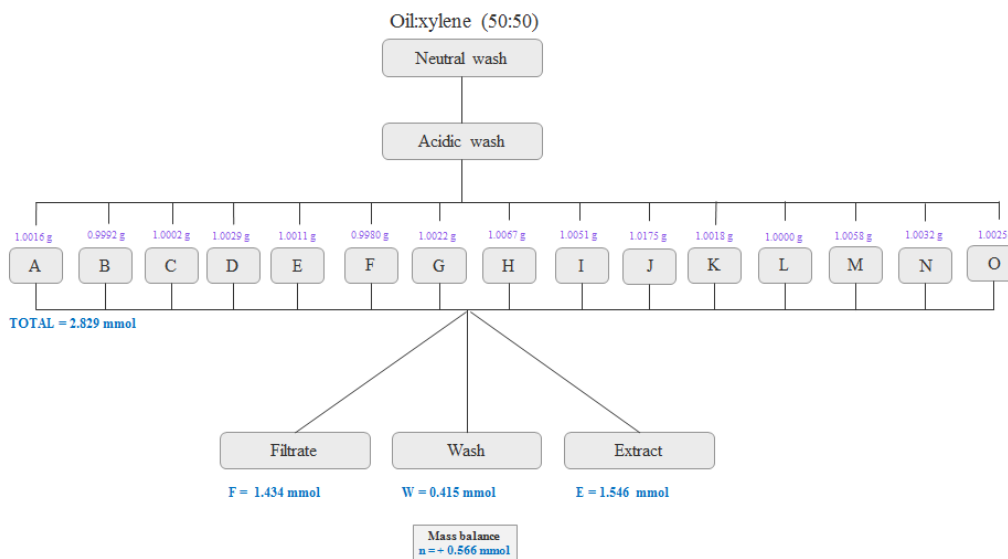 Oil:xylene (50:50)
Neutral wash
Acidic wash
1.0016 g 0.9992 g 1.0002 g 1.0029 g 1.0011 g 0.9980 g 1.0022 g 1.0067 g 1.0051 g 1.0175 g 1.0018 g 1.0000 g 1.0058 g 1.0032 g 1.0025
A B C D E F G H I J K L M N O
TOTAL = 2.829 mmol
Filtrate Wash Extract
F = 1.434 mmol W = 0.415 mmol E = 1.546 mmol
Mass balance
n = + 0.566 mmol